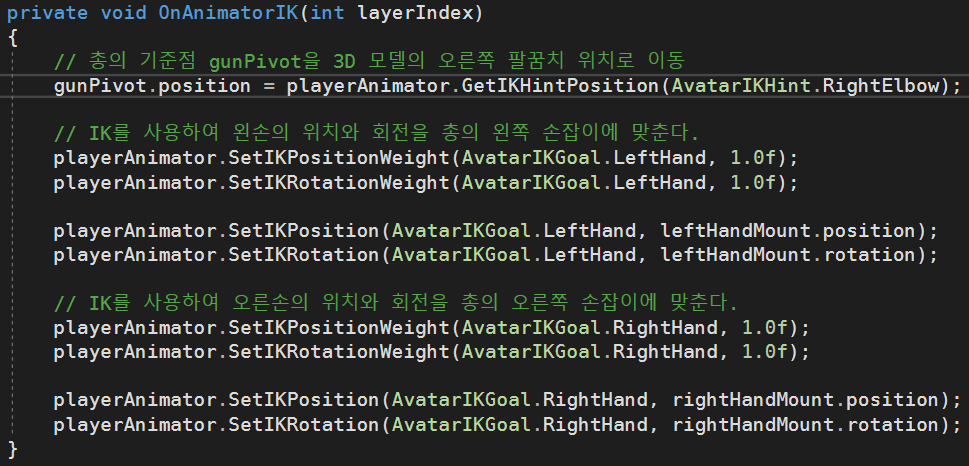 private void OnAnimatorIK(int layerIndex)
{
// 총의 기준점 gunPivot을 3D 모델의 오른쪽 팔꿈치 위치로 이동
gunPivot.position = playerAnimator.GetIKHintPosition(AvatarIKHint.RightElbow);
// IK를 사용하여 왼손의 위치와 회전을 총의 왼쪽 손잡이에 맞춘다.
playerAnimator.SetIKPositionWeight(AvatarIKGoal.LeftHand, 1.0f);
playerAnimator.SetIKRotationWeight(AvatarIKGoal.LeftHand, 1.0f);
playerAnimator.SetIKPosition(AvatarIKGoal.LeftHand, leftHandMount.position);
playerAnimator.SetIKRotation(AvatarIKGoal.LeftHand, leftHandMount.rotation);
// IK를 사용하여 오른손의 위치와 회전을 총의 오른쪽 손잡이에 맞춘다.
playerAnimator.SetIKPositionWeight(AvatarIKGoal.RightHand, 1.0f);
playerAnimator.SetIKRotationWeight(AvatarIKGoal.RightHand, 1.0f);
playerAnimator.SetIKPosition(AvatarIKGoal.RightHand, rightHandMount.position);
playerAnimator.SetIKRotation(AvatarIKGoal.RightHand, rightHandMount.rotation);
}